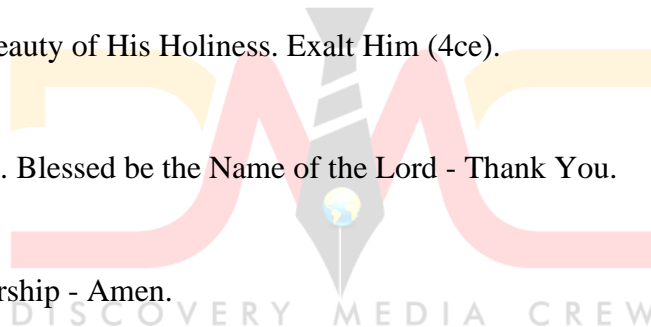 eauty of His Holiness. Exalt Him (4ce).
. Blessed be the Name of the Lord - Thank You.
rship - Amen.
DISCOVERY MEDIA CREW